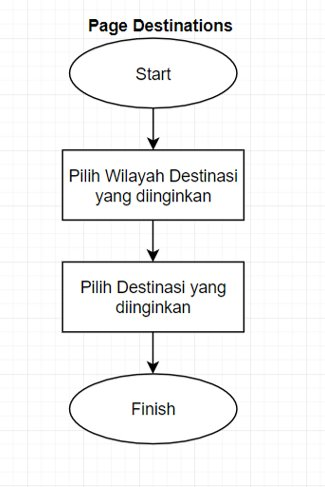 Page Destinations
Start
Pilih Wilayah Destinasi
yang diinginkan
Pilih Destinasi yang
diinginkan
Finish